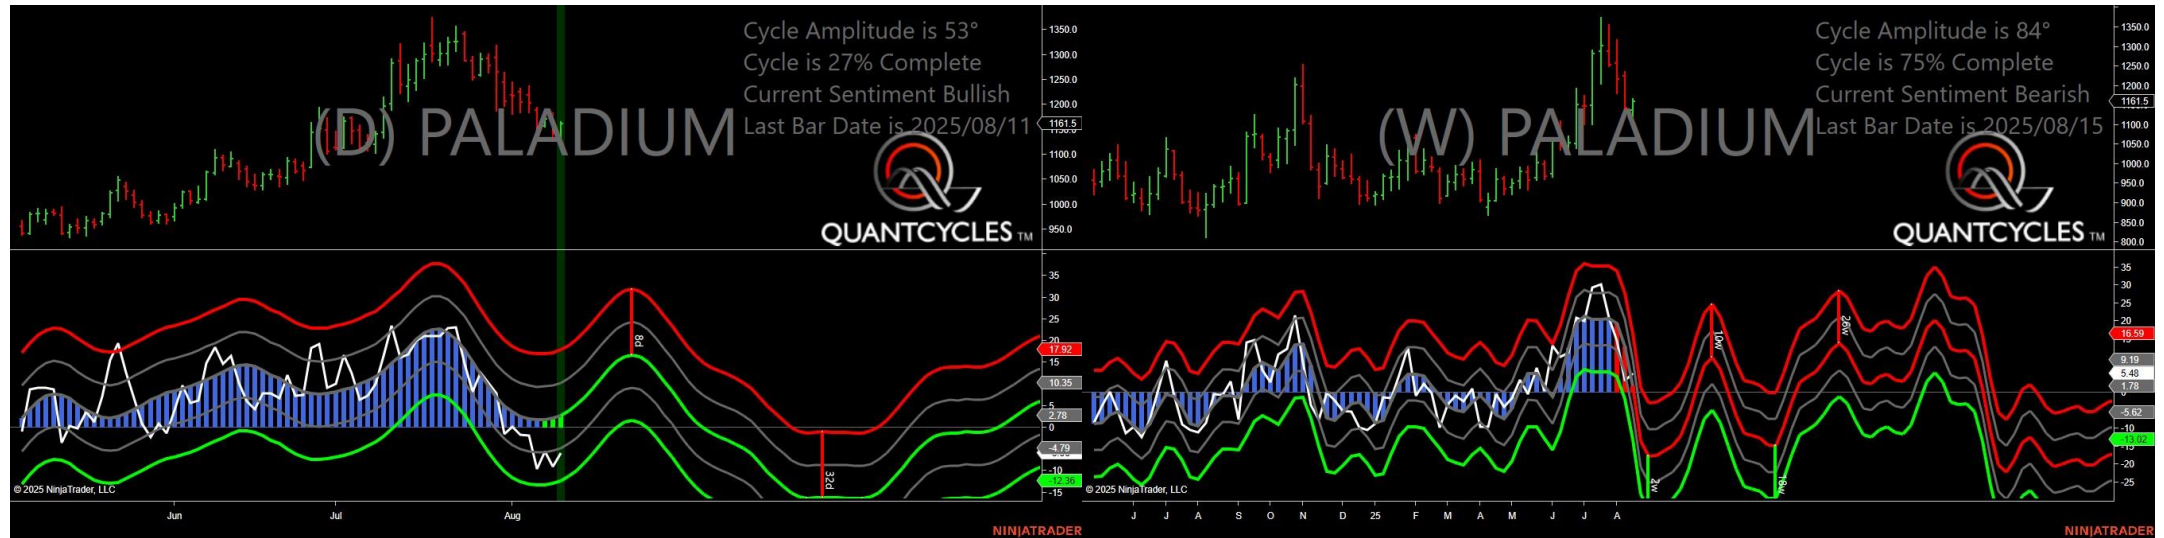 Cycle Amplitude is 53°
Cycle is 27% Complete
Current Sentiment Bullish
Last Bar Date is 2025/08/11
(D) PALADIUM
QUANTCYCLES TM
1350.0
1300.0
1250.0
1200.0
1161.5
1150.0
1100.0
1050.0
1000.0
950.0
35
30
25
20
17.92
15
10.35
5
2.78
0
-4.79
-10
-12.36
-15
8d
32d
© 2025 NinjaTrader, LLC
Jun
Jul
Aug
NINJATRADER
Cycle Amplitude is 84°
Cycle is 75% Complete
Current Sentiment Bearish
Last Bar Date is 2025/08/15
(W) PALADIUM
QUANTCYCLES TM
1350.0
1300.0
1250.0
1200.0
1161.5
1100.0
1050.0
1000.0
950.0
900.0
850.0
800.0
35
30
25
20
16.59
15
9.19
5.48
1.78
0
-5.62
-10
-13.02
-15
-20
-25
2w
10w
18w
26w
© 2025 NinjaTrader, LLC
J J A S O N D 25 F M A M J J A
NINJATRADER